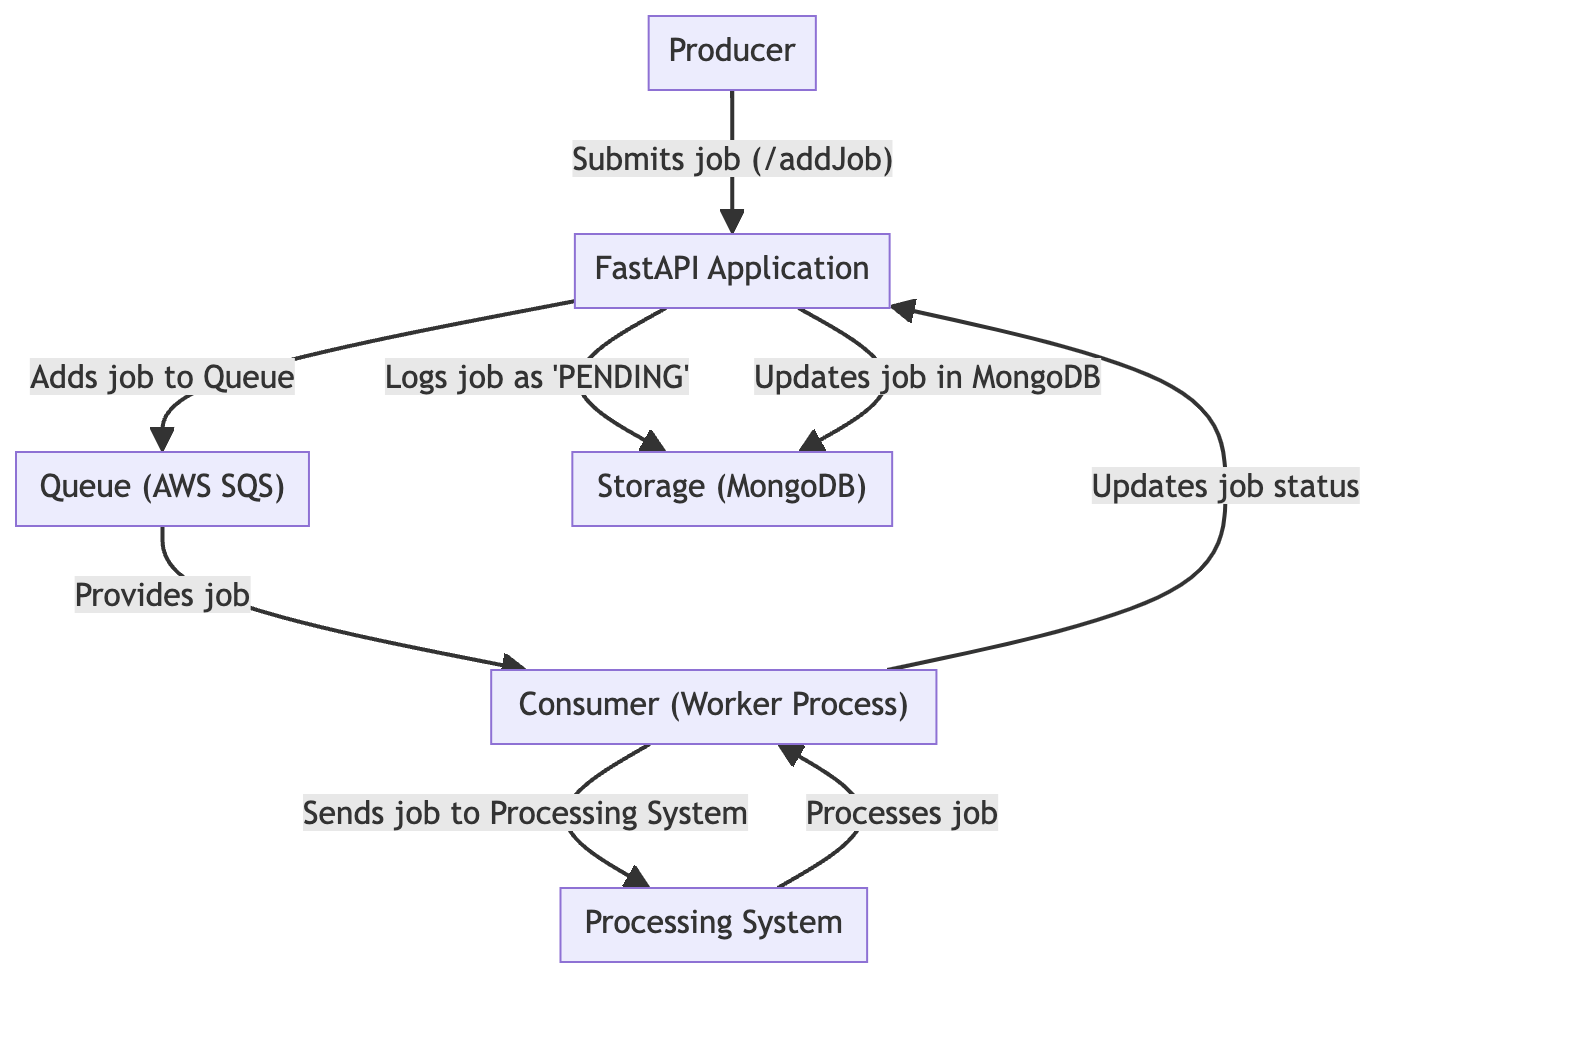 Producer
Submits job (/addJob)
FastAPI Application
Adds job to Queue
Logs job as 'PENDING'
Updates job in MongoDB
Queue (AWS SQS)
Storage (MongoDB)
Updates job status
Provides job
Consumer (Worker Process)
Sends job to Processing System
Processes job
Processing System